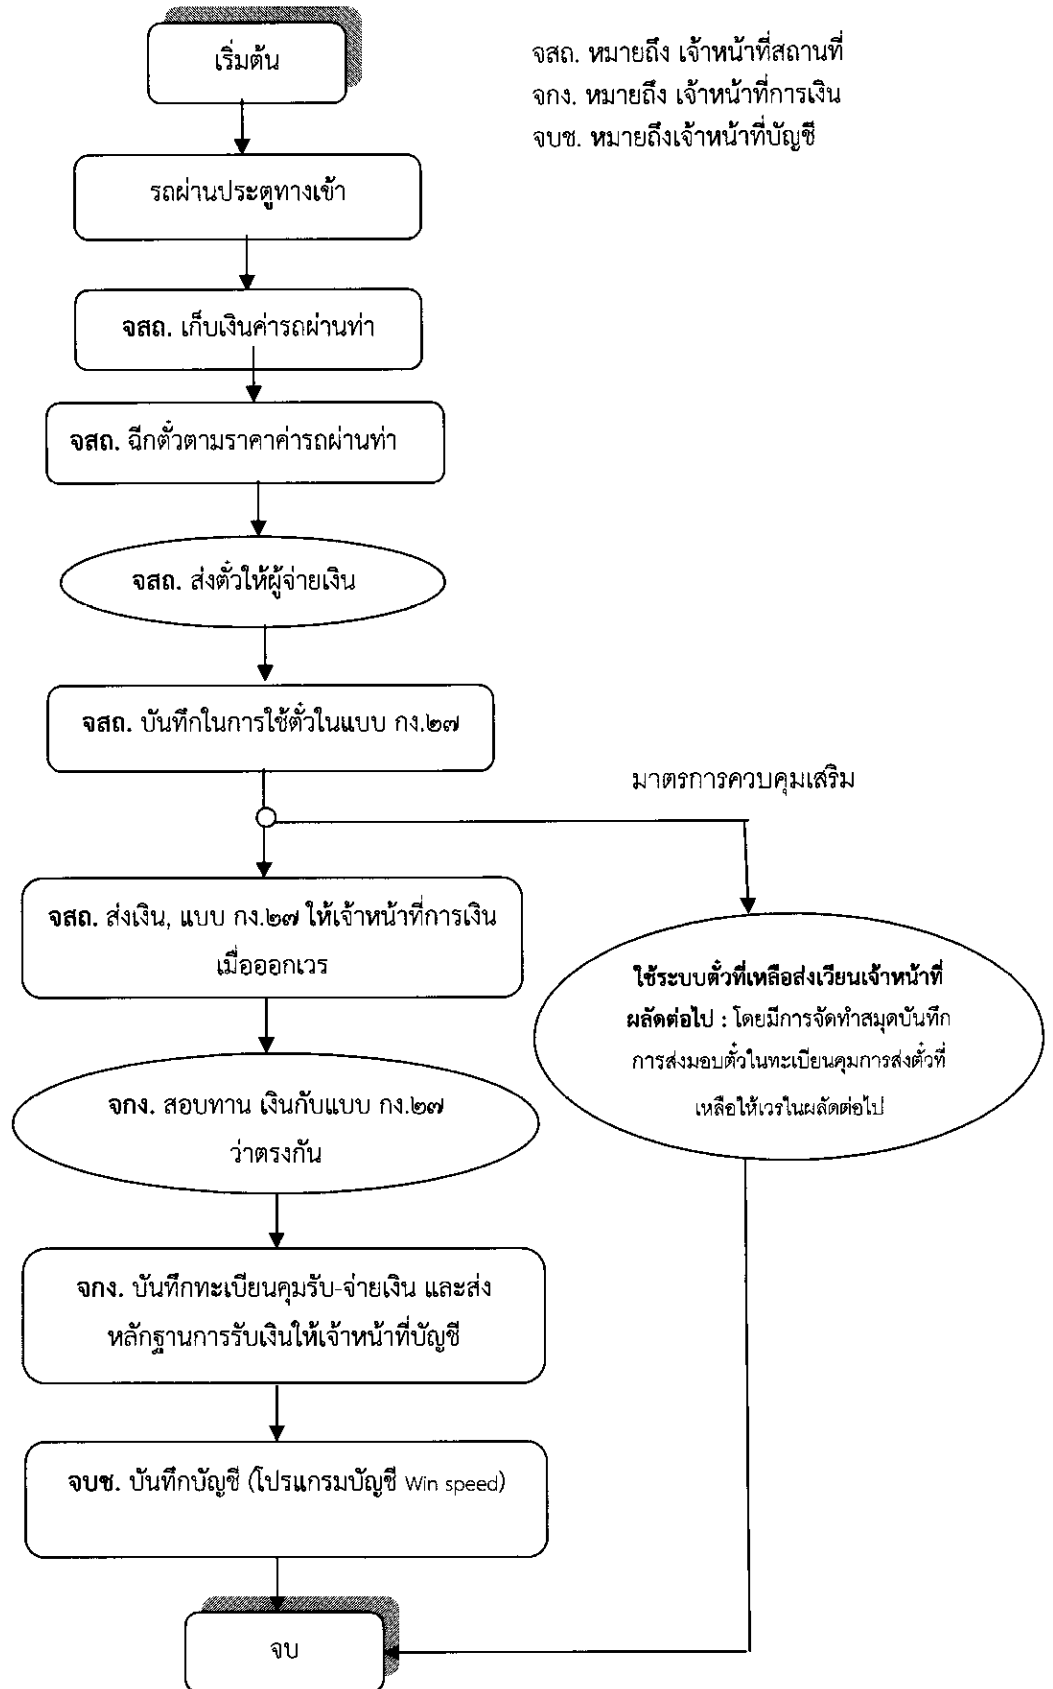 เริ่มต้น
จสถ. หมายถึง เจ้าหน้าที่สถานที่
จกง. หมายถึง เจ้าหน้าที่การเงิน
จบช. หมายถึงเจ้าหน้าที่บัญชี
รถผ่านประตูทางเข้า
จสถ. เก็บเงินค่ารถผ่านท่า
จสถ. ฉีกตั๋วตามราคาค่ารถผ่านท่า
จสถ. ส่งตั๋วให้ผู้จ่ายเงิน
จสถ. บันทึกในการใช้ตั๋วในแบบ กง.๒๗
มาตรการควบคุมเสริม
จสถ. ส่งเงิน, แบบ กง.๒๗ ให้เจ้าหน้าที่การเงิน
เมื่อออกเวร
ใช้ระบบตั๋วที่เหลือส่งเวียนเจ้าหน้าที่
ผลัดต่อไป : โดยมีการจัดทำสมุดบันทึก
การส่งมอบตั๋วในทะเบียนคุมการส่งตั๋วที่
เหลือให้เวรในผลัดต่อไป
จกง. สอบทาน เงินกับแบบ กง.๒๗
ว่าตรงกัน
จกง. บันทึกทะเบียนคุมรับ-จ่ายเงิน และส่ง
หลักฐานการรับเงินให้เจ้าหน้าที่บัญชี
จบช. บันทึกบัญชี (โปรแกรมบัญชี Win speed)
จบ